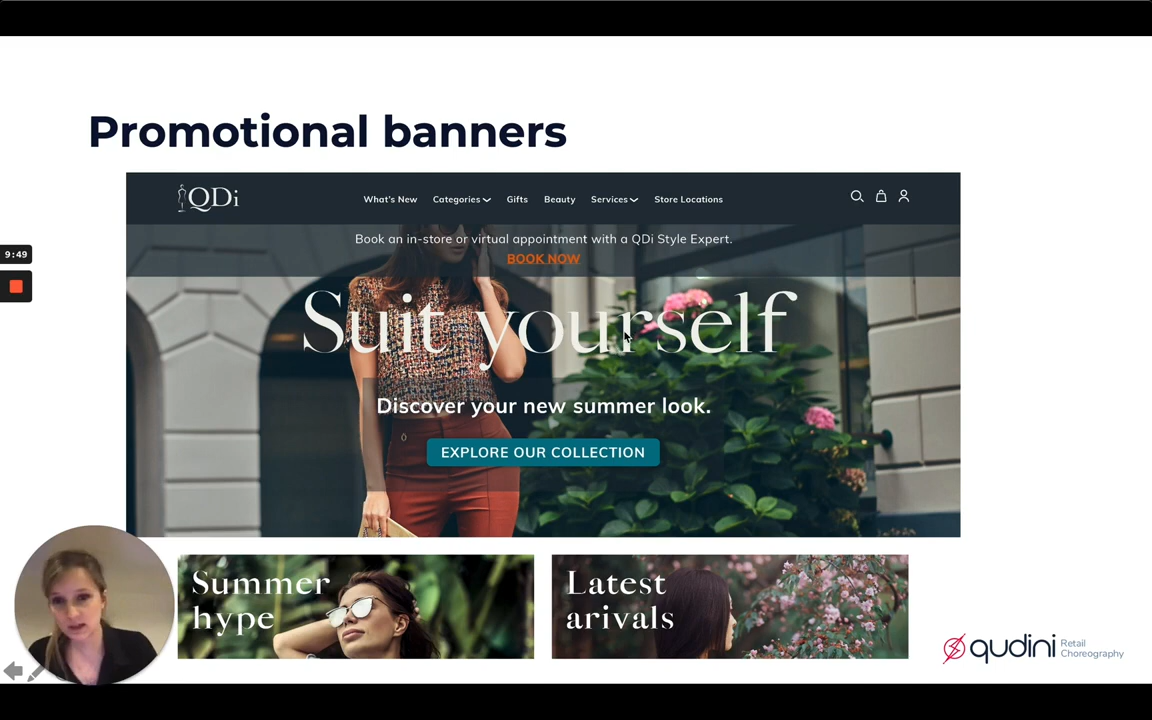 Promotional banners
QDi
What's New Categories Gifts Beauty Services Store Locations
Book an in-store or virtual appointment with a QDi Style Expert.
BOOK NOW
9:49
Suit yourself
Discover your new summer look.
EXPLORE OUR COLLECTION
Summer
hype
Latest
arivals
qudini Retail
Choreography